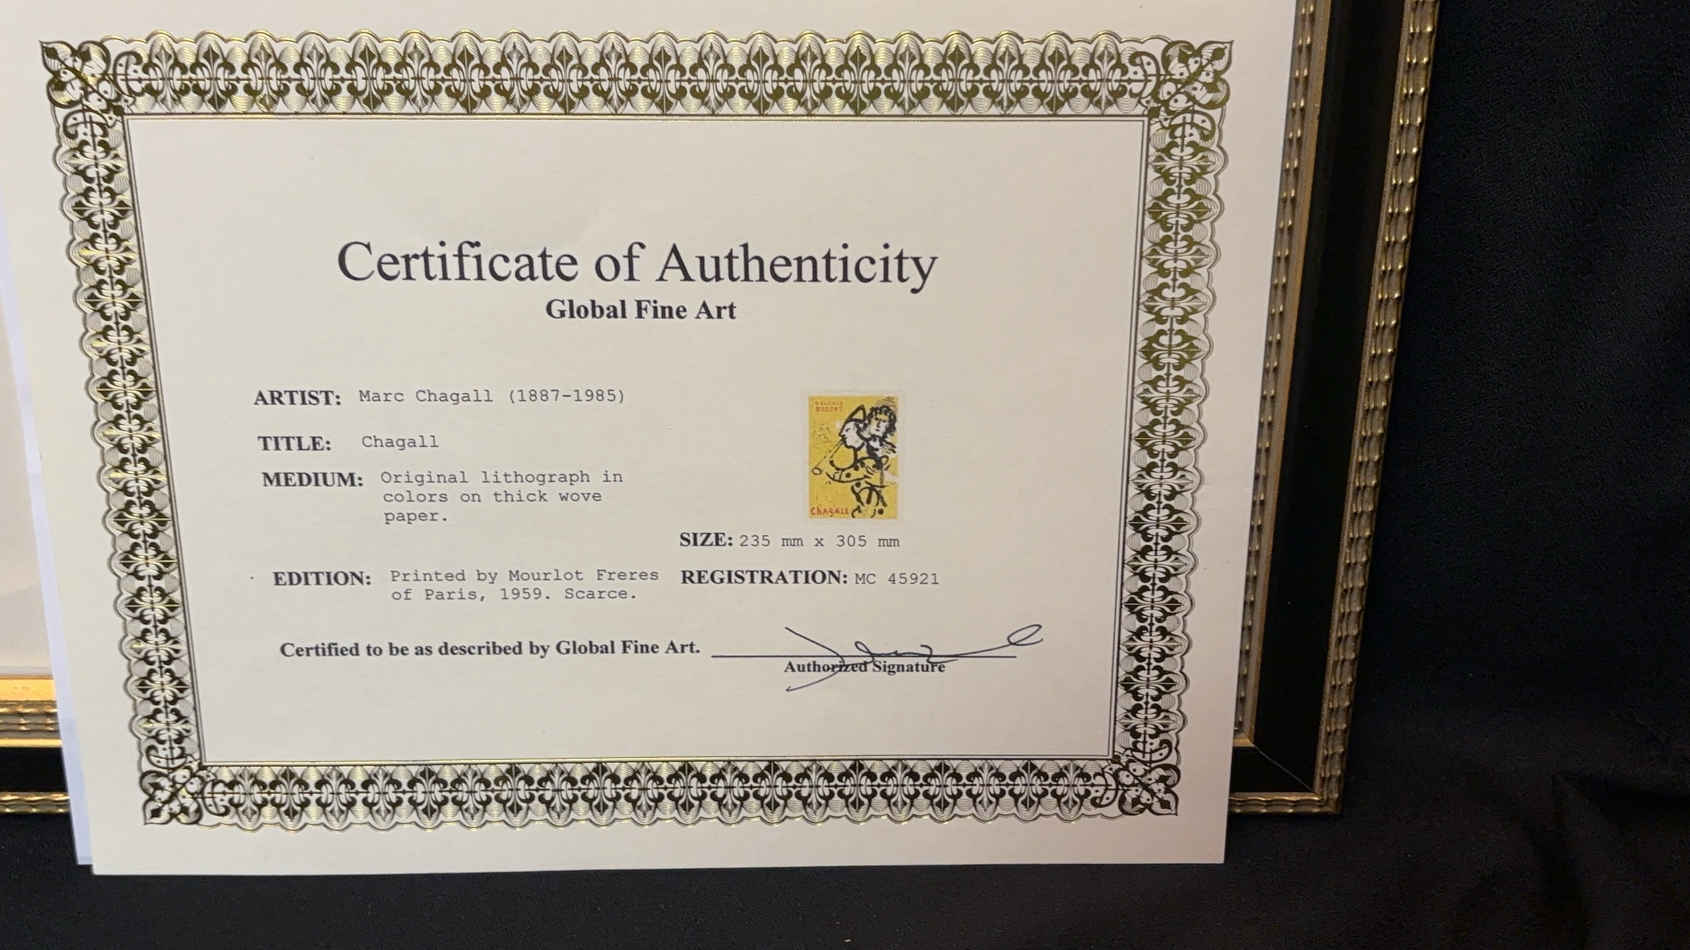 Certificate of Authenticity
Global Fine Art
ARTIST: Marc Chagall (1887-1985)
TITLE: Chagall
MEDIUM: Original lithograph in
colors on thick wove
paper.
Chagall
SIZE: 235 mm x 305 mm
EDITION: Printed by Mourlot Freres
of Paris, 1959. Scarce.
REGISTRATION: MC 45921
Certified to be as described by Global Fine Art.
Authorized Signature